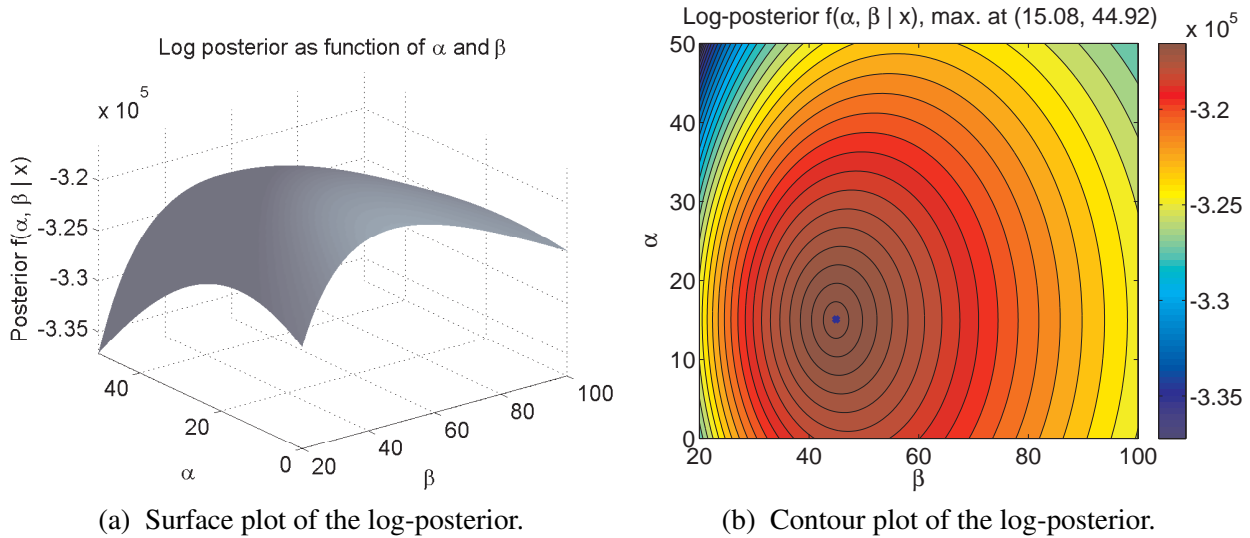 Log posterior as function of α and β
x 10^5
Posterior f(α, β | x)
-3.2
-3.25
-3.3
-3.35
40
20
0
α
20
40
60
80
100
β
(a) Surface plot of the log-posterior.
Log-posterior f(α, β | x), max. at (15.08, 44.92)
x 10^5
α
50
40
30
20
10
0
20
40
60
80
100
β
-3.2
-3.25
-3.3
-3.35
(b) Contour plot of the log-posterior.